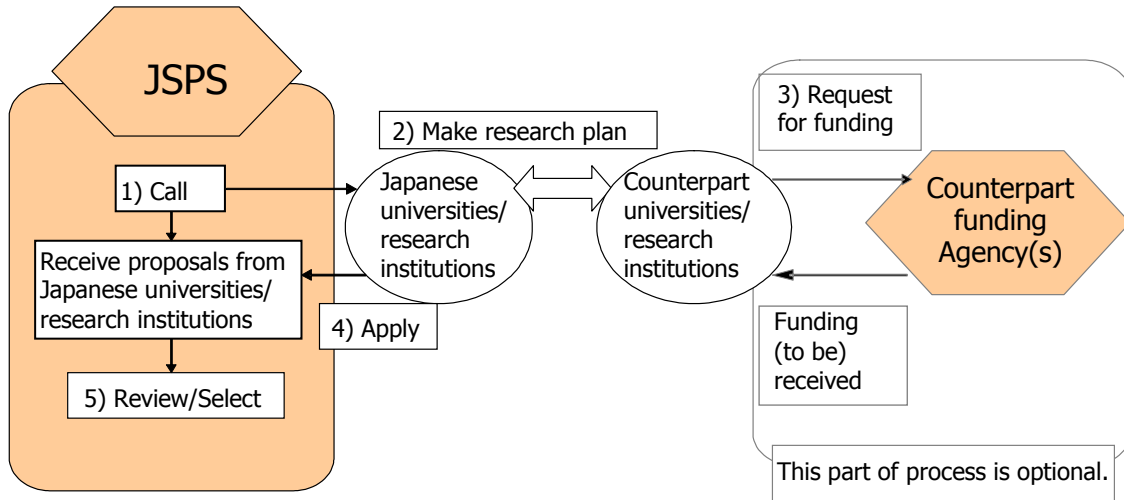 JSPS
1) Call
Receive proposals from
Japanese universities/
research institutions
5) Review/Select
2) Make research plan
Japanese
universities/
research
institutions
4) Apply
Counterpart
universities/
research
institutions
3) Request
for funding
Counterpart
funding
Agency(s)
Funding
(to be)
received
This part of process is optional.